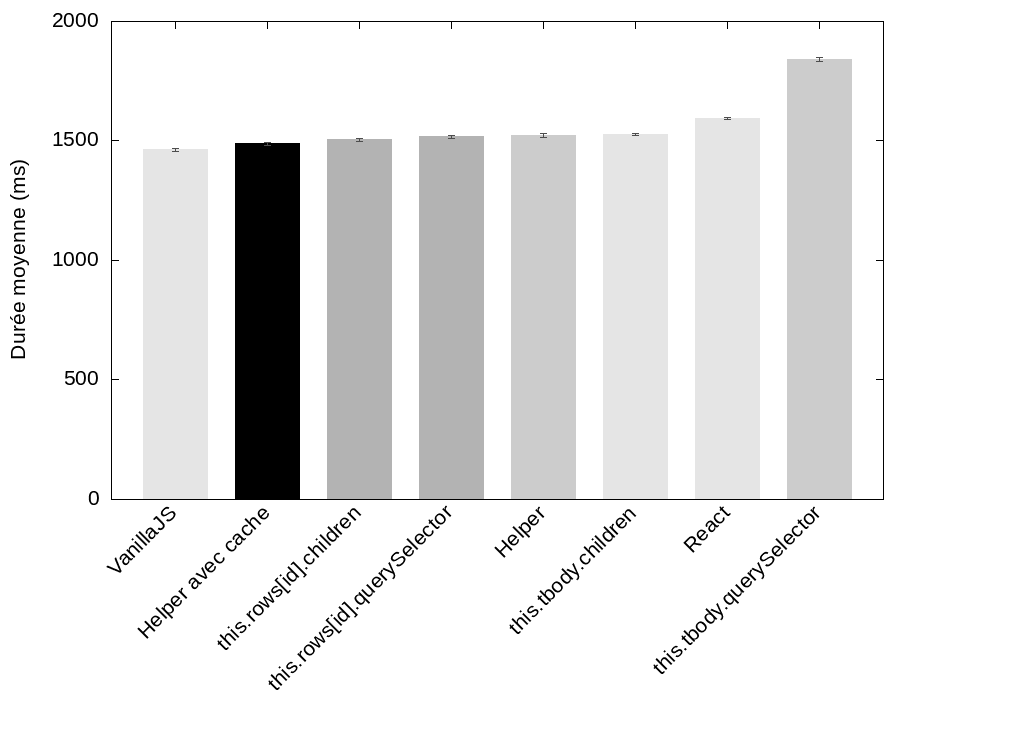 2000
1500
1000
500
0
Durée moyenne (ms)
VanillaJS
Helper avec cache
this.rows[id].children
this.rows[id].querySelector
Helper
this.tbody.children
React
this.tbody.querySelector